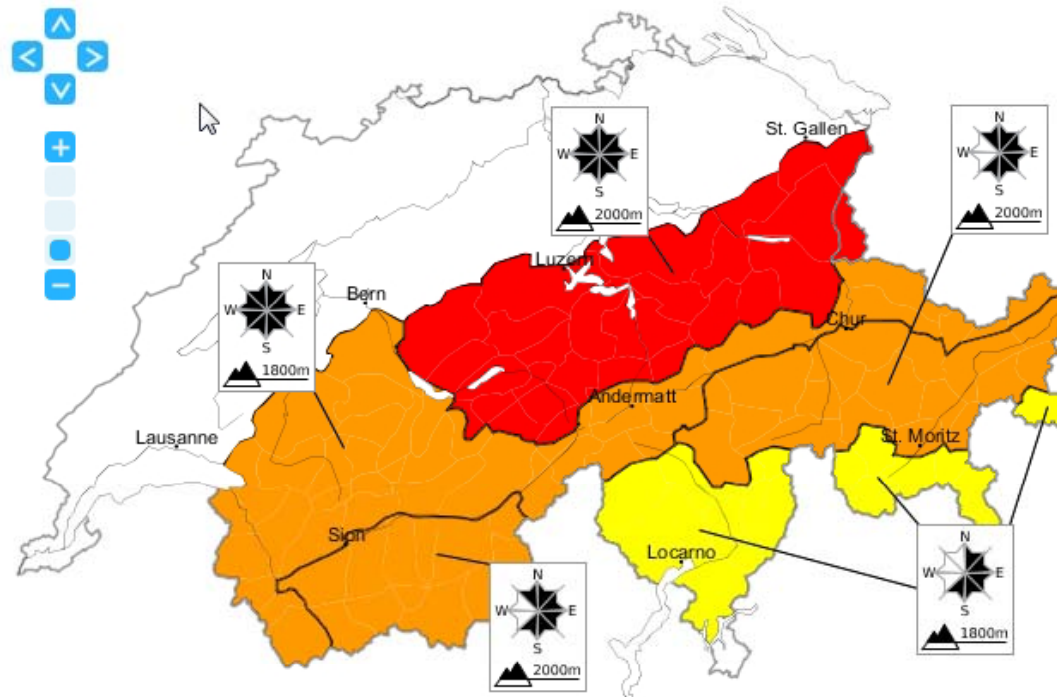 St. Gallen
N
W E
S
2000m
N
W E
S
2000m
Luzern
N
W E
S
1800m
Bern
Chur
Andermatt
Lausanne
St. Moritz
Sion
Locarno
N
W E
S
1800m
N
W E
S
2000m